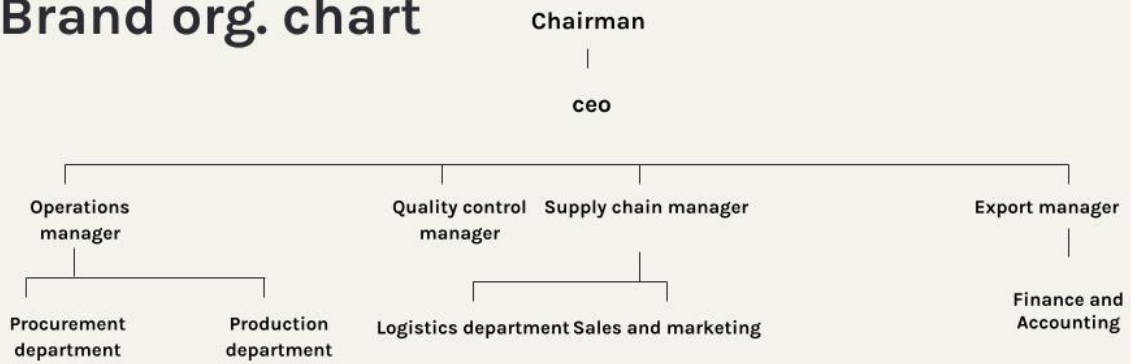 Brand org. chart
Chairman
ceo
Operations
manager
Quality control
manager
Supply chain manager
Export manager
Procurement
department
Production
department
Logistics department
Sales and marketing
Finance and
Accounting